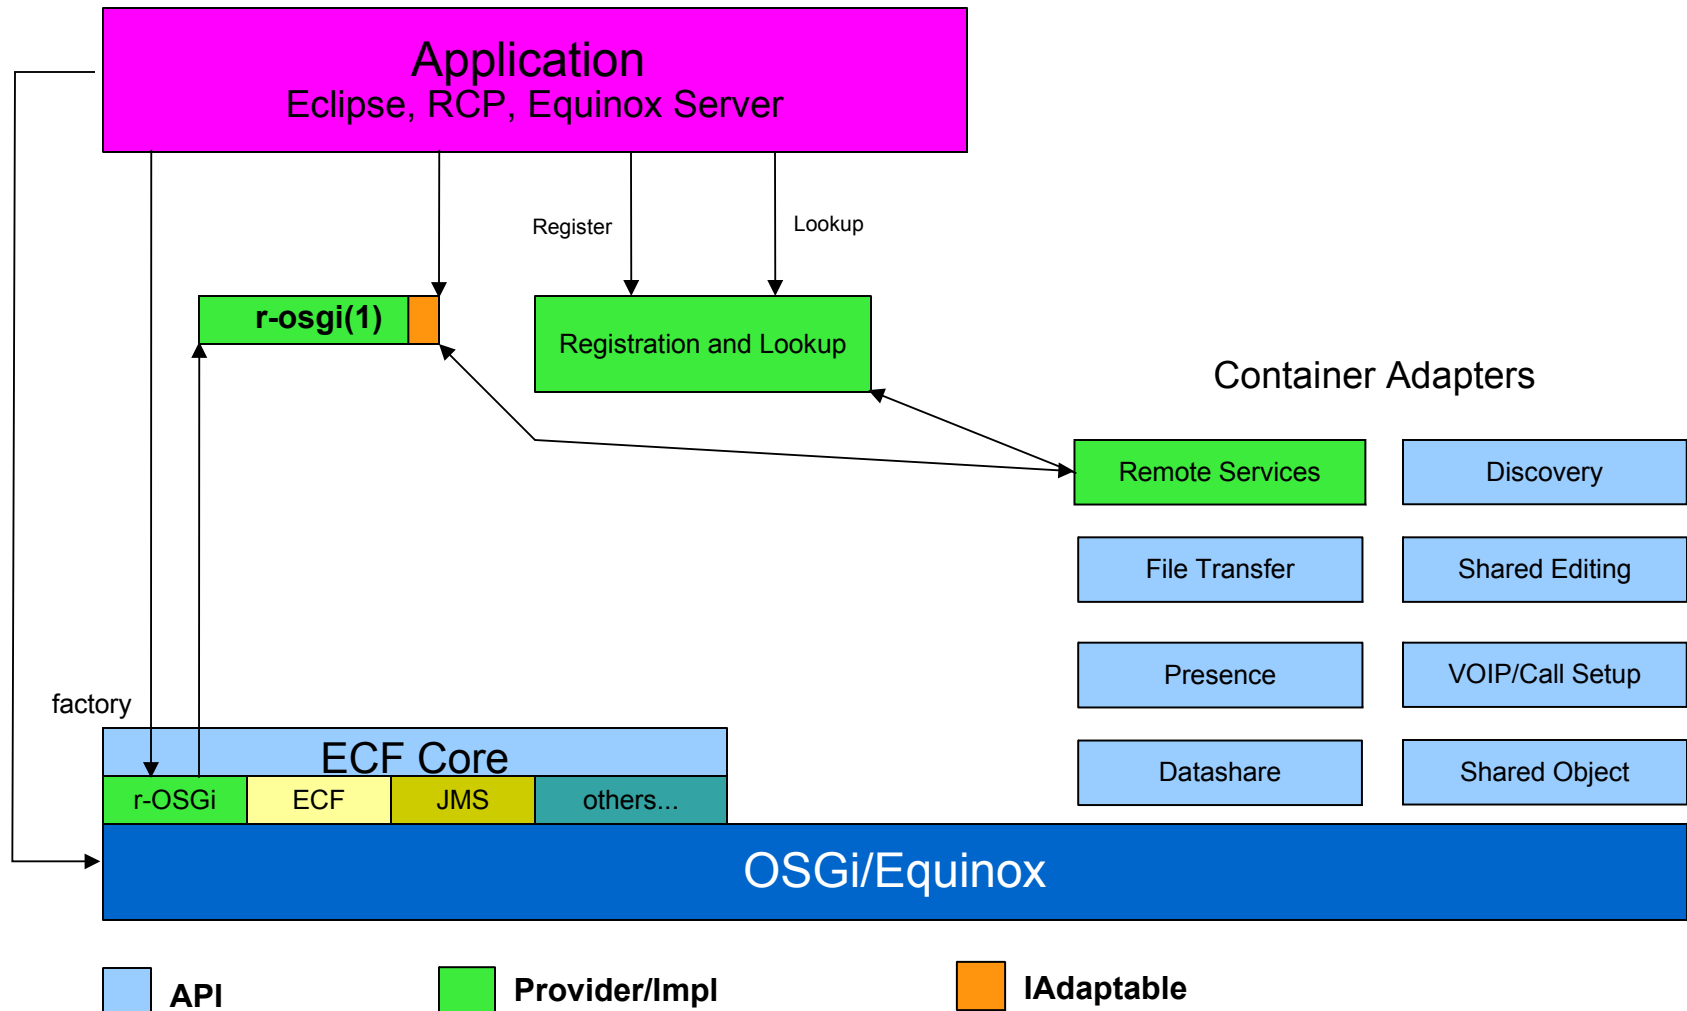 Application
Eclipse, RCP, Equinox Server
Register
Lookup
r-osgi(1)
Registration and Lookup
Container Adapters
Remote Services
Discovery
File Transfer
Shared Editing
Presence
VOIP/Call Setup
factory
ECF Core
Datashare
Shared Object
r-OSGi
ECF
JMS
others...
OSGi/Equinox
API
Provider/Impl
IAdaptable